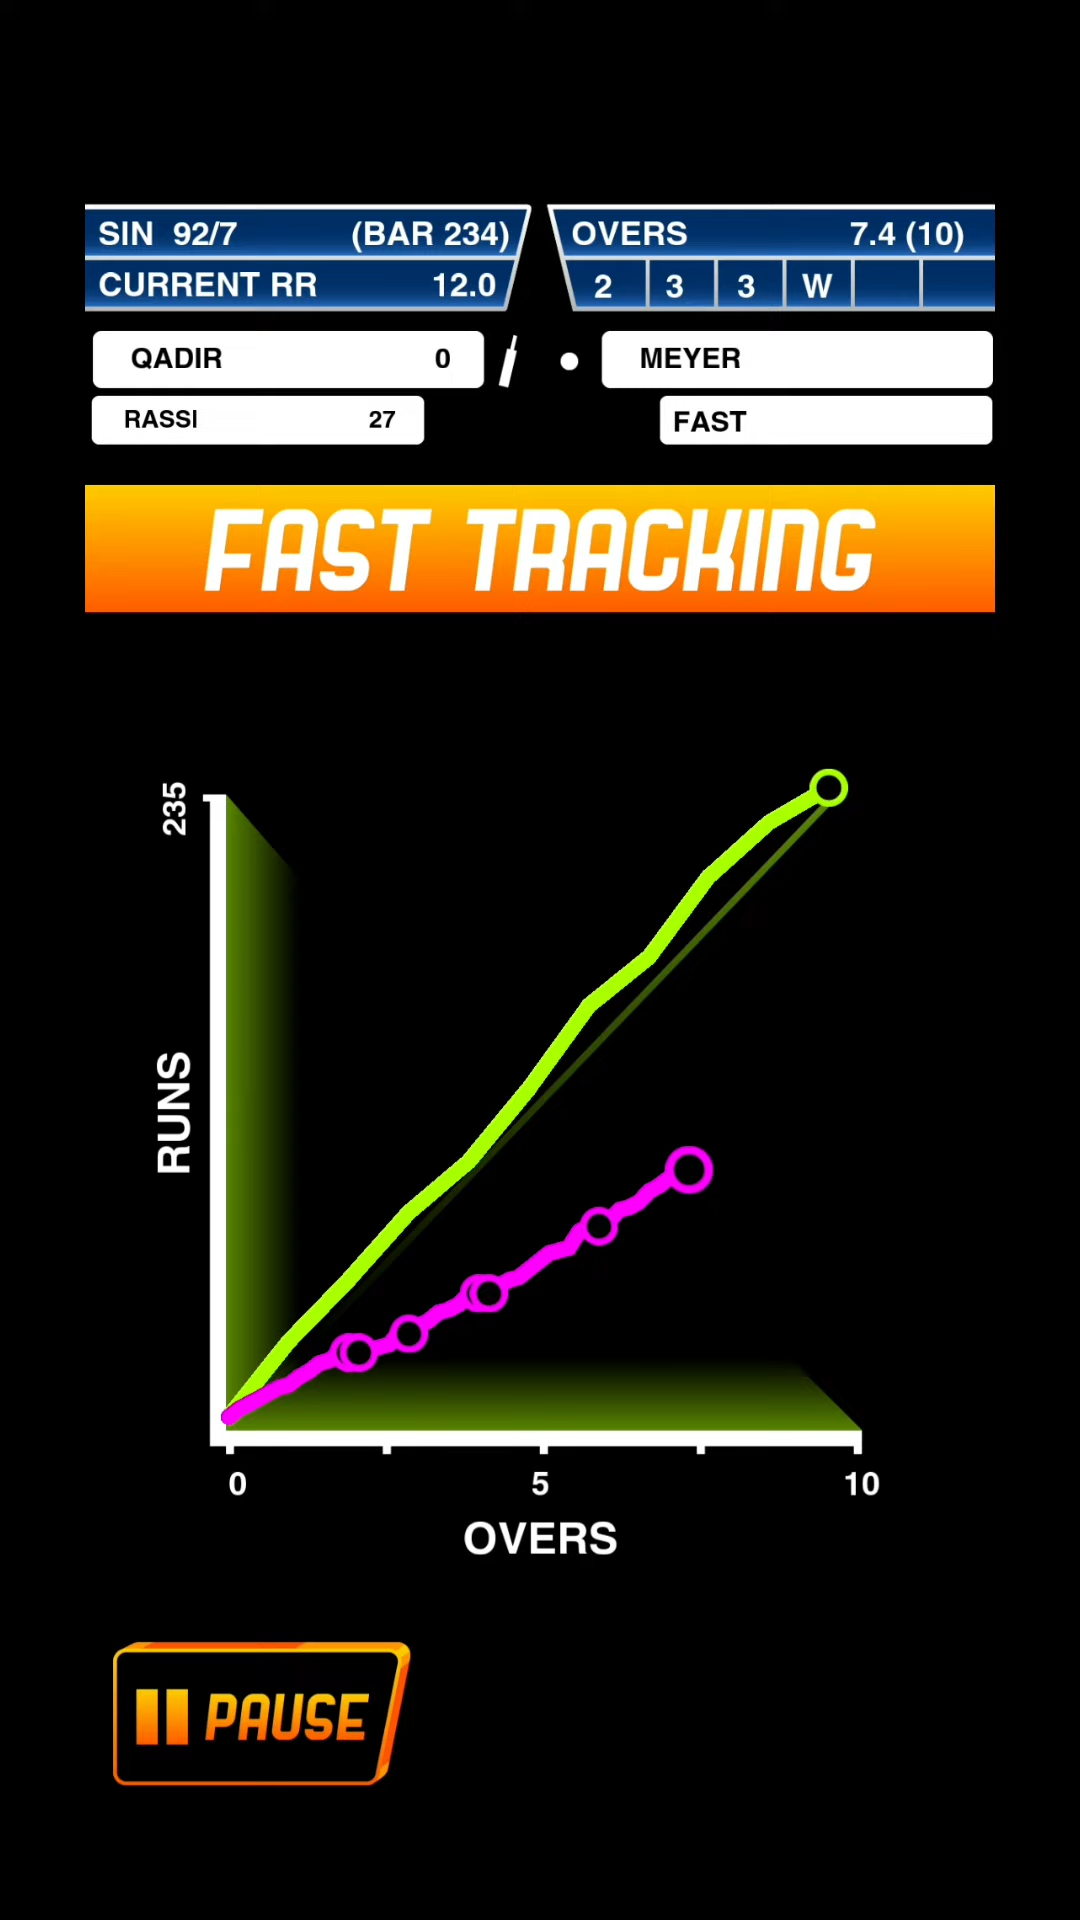 SIN 92/7 (BAR 234)
CURRENT RR 12.0
OVERS 7.4 (10)
2 3 3 W
QADIR 0
RASSI 27
MEYER
FAST
FAST TRACKING
235
RUNS
0 5 10
OVERS
PAUSE